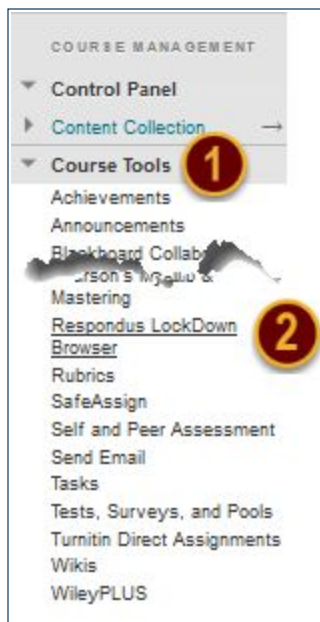 COURSE MANAGEMENT
Control Panel
Content Collection
Course Tools
1
Achievements
Announcements
Blackboard
Mastering
Respondus LockDown
2
Browser
Rubrics
SafeAssign
Self and Peer Assessment
Send Email
Tasks
Tests, Surveys, and Pools
Turnitin Direct Assignments
Wikis
WileyPLUS